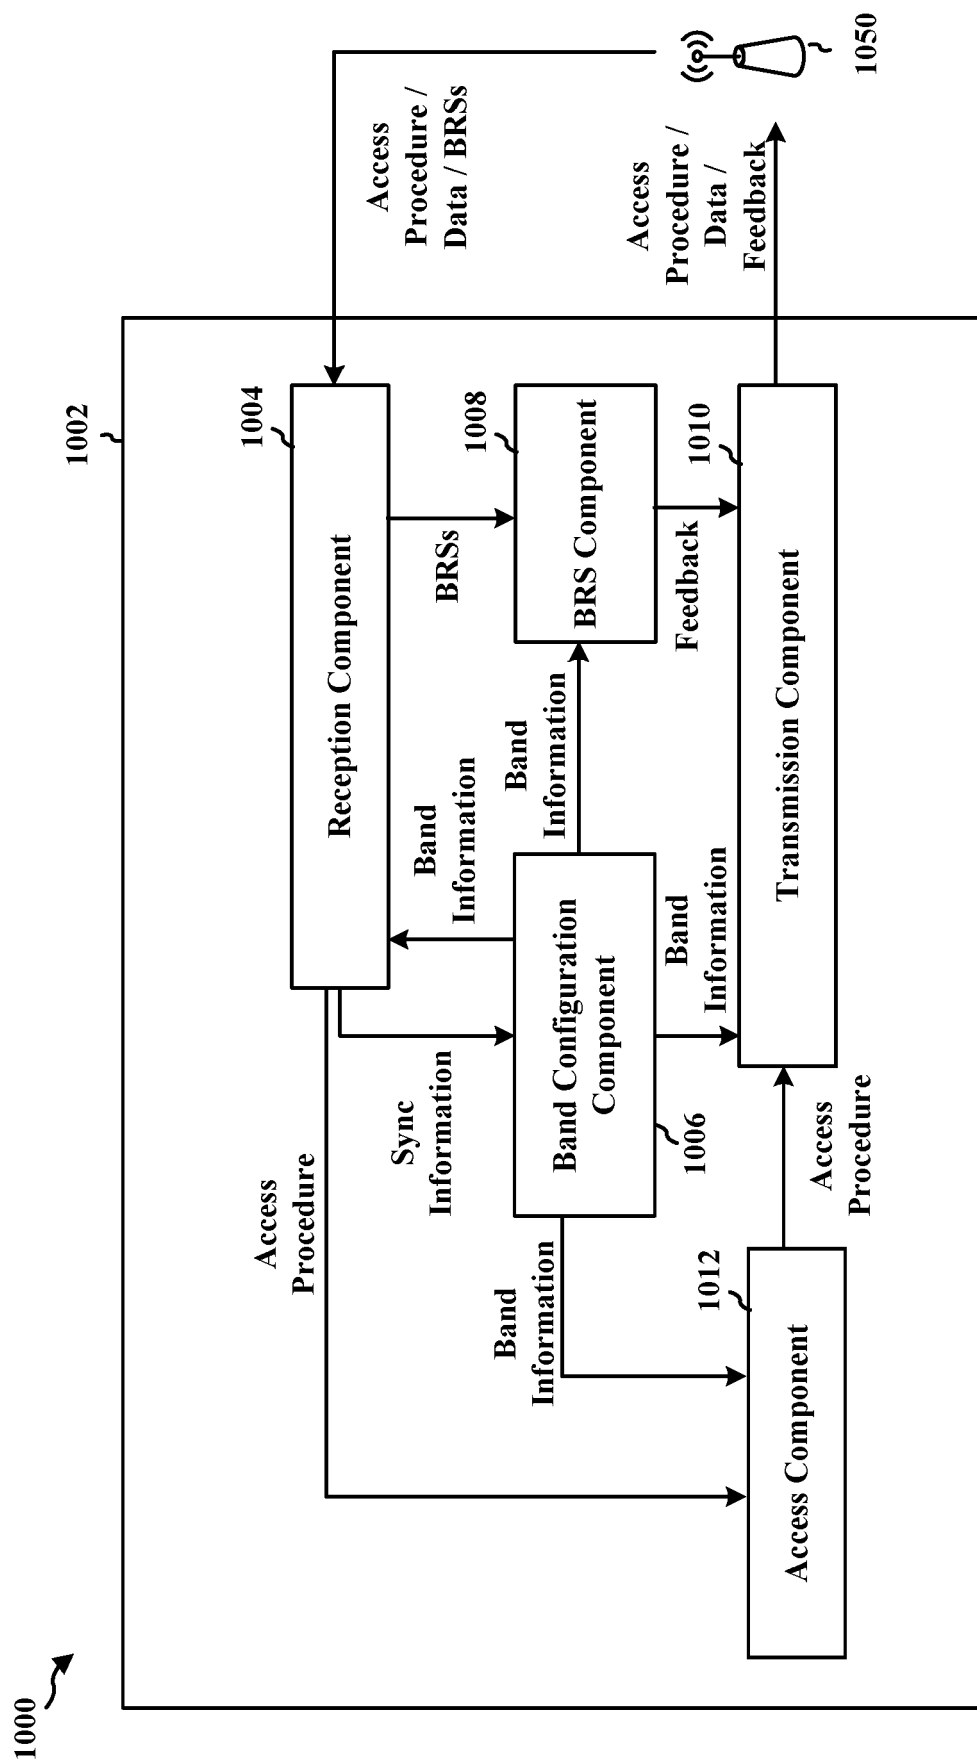 1000
1002
Access
Procedure /
Data / BRSs
1050
Access
Procedure /
Data /
Feedback
1004
Reception Component
BRSs
1008
BRS Component
Feedback
1010
Transmission Component
Band
Information
Band
Information
Band
Information
Sync
Information
Band Configuration
Component
1006
Access
Procedure
Band
Information
1012
Access Component
Access
Procedure